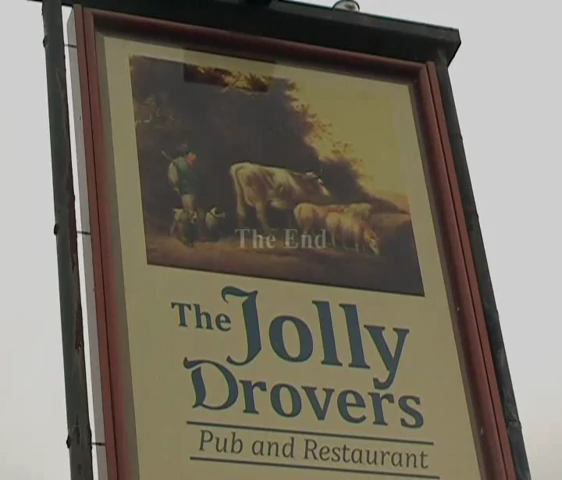 The End
The Jolly
Drovers
Pub and Restaurant